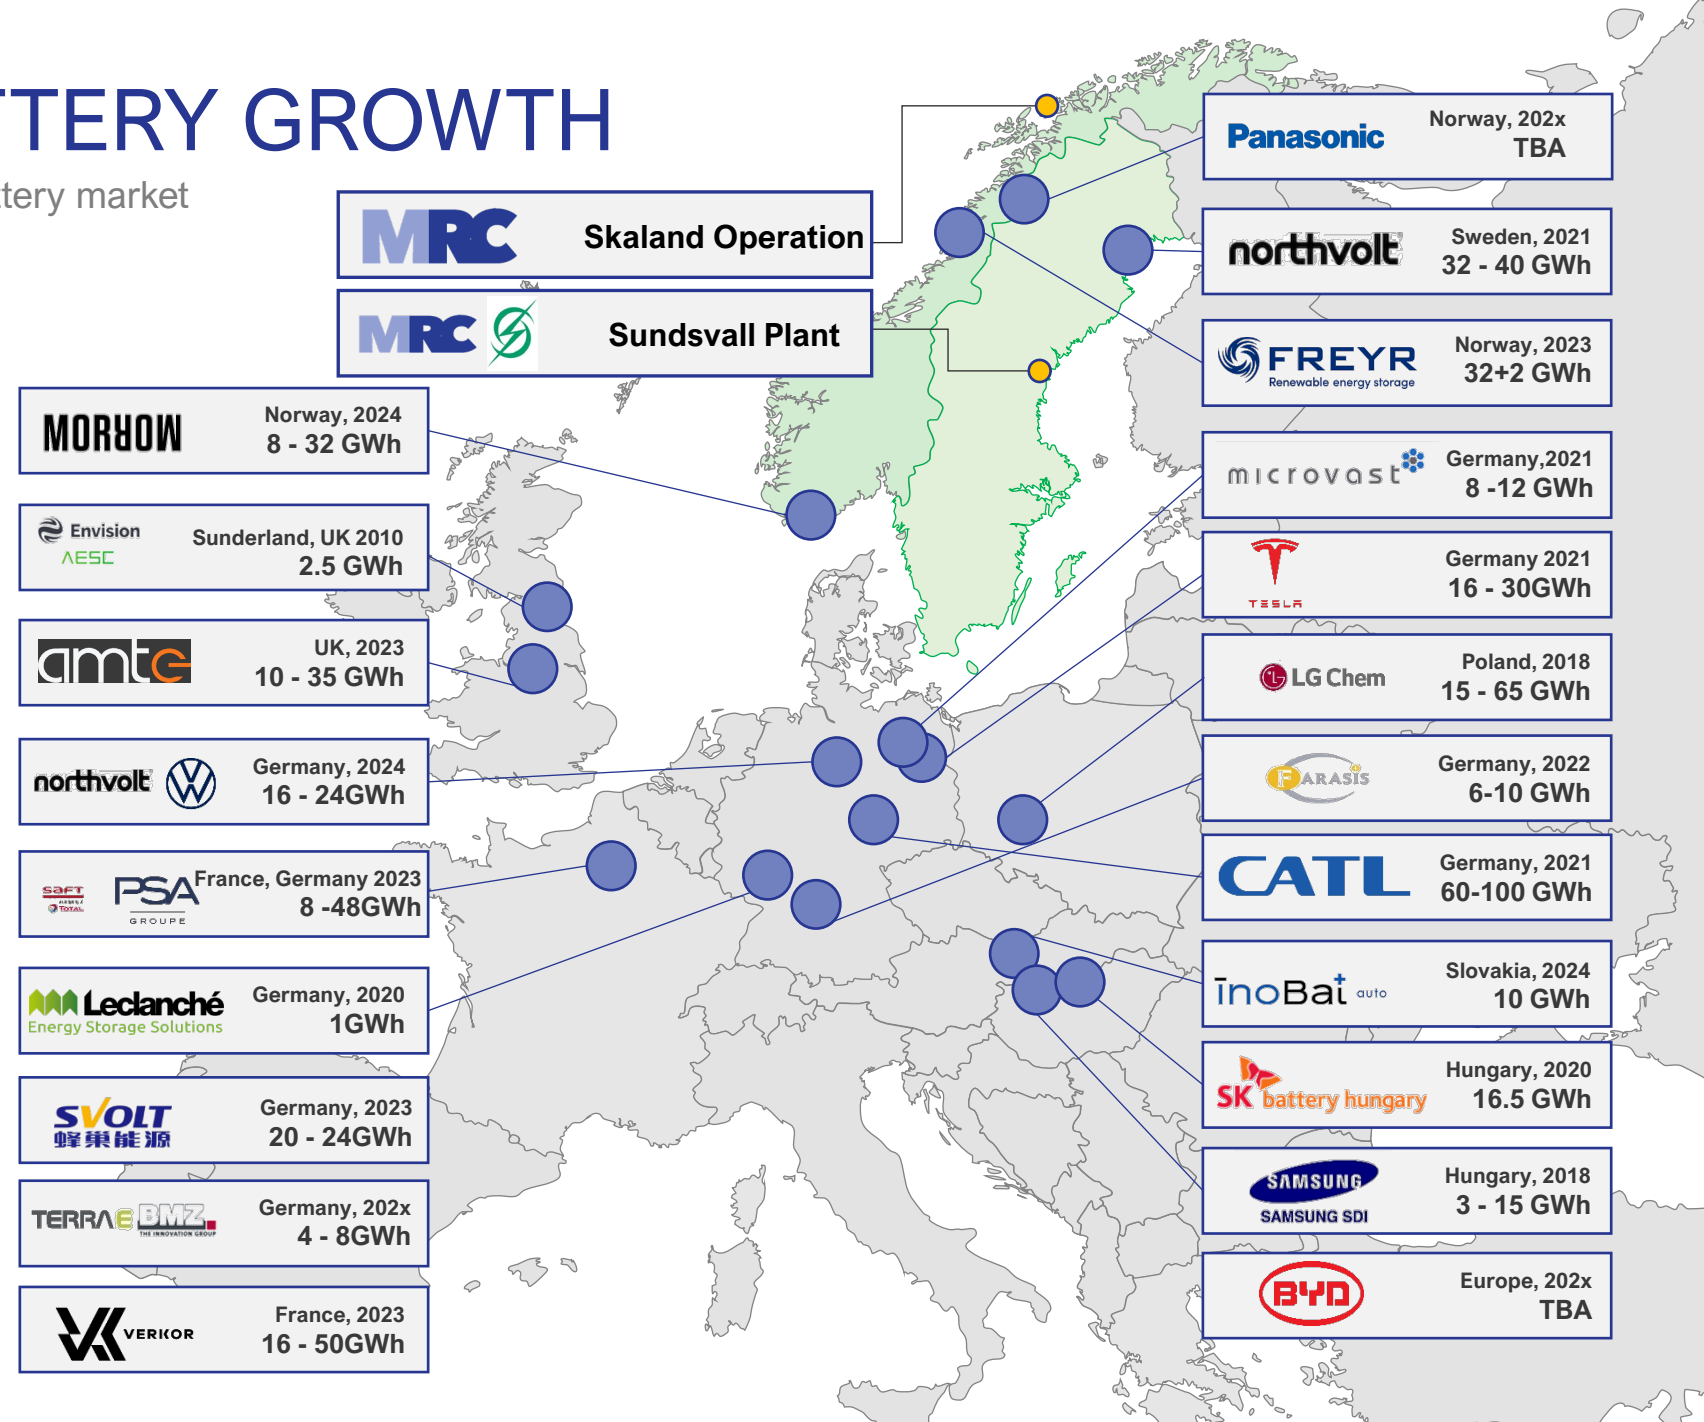 TTERY GROWTH
ttery market
MRC
Skaland Operation
MRC
Sundsvall Plant
MORROW
Norway, 2024
8 - 32 GWh
Envision
AESC
Sunderland, UK 2010
2.5 GWh
amte
UK, 2023
10 - 35 GWh
northvolt
Germany, 2024
16 - 24GWh
saft
TOTAL
PSA
GROUPE
France, Germany 2023
8 -48GWh
Leclanché
Energy Storage Solutions
Germany, 2020
1GWh
SVOLT
蜂巢能源
Germany, 2023
20 - 24GWh
TERRAE
BMZ
THE INNOVATION GROUP
Germany, 202x
4 - 8GWh
VERKOR
France, 2023
16 - 50GWh
Panasonic
Norway, 202x
TBA
northvolt
Sweden, 2021
32 - 40 GWh
FREYR
Renewable energy storage
Norway, 2023
32+2 GWh
microvast
Germany,2021
8 -12 GWh
TESLA
Germany 2021
16 - 30GWh
LG Chem
Poland, 2018
15 - 65 GWh
FARASIS
Germany, 2022
6-10 GWh
CATL
Germany, 2021
60-100 GWh
InoBat auto
Slovakia, 2024
10 GWh
SK battery hungary
Hungary, 2020
16.5 GWh
SAMSUNG
SAMSUNG SDI
Hungary, 2018
3 - 15 GWh
BYD
Europe, 202x
TBA